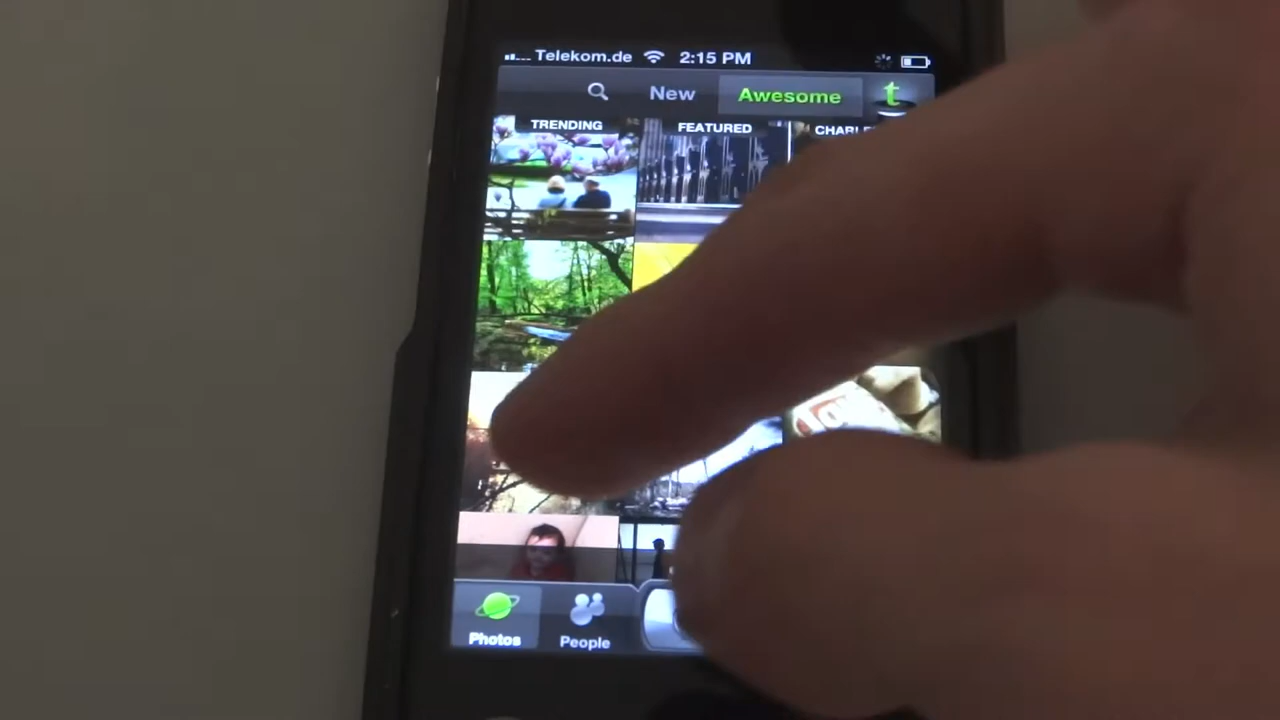 Telekom.de 2:15 PM
New Awesome t
TRENDING FEATURED
Photos People